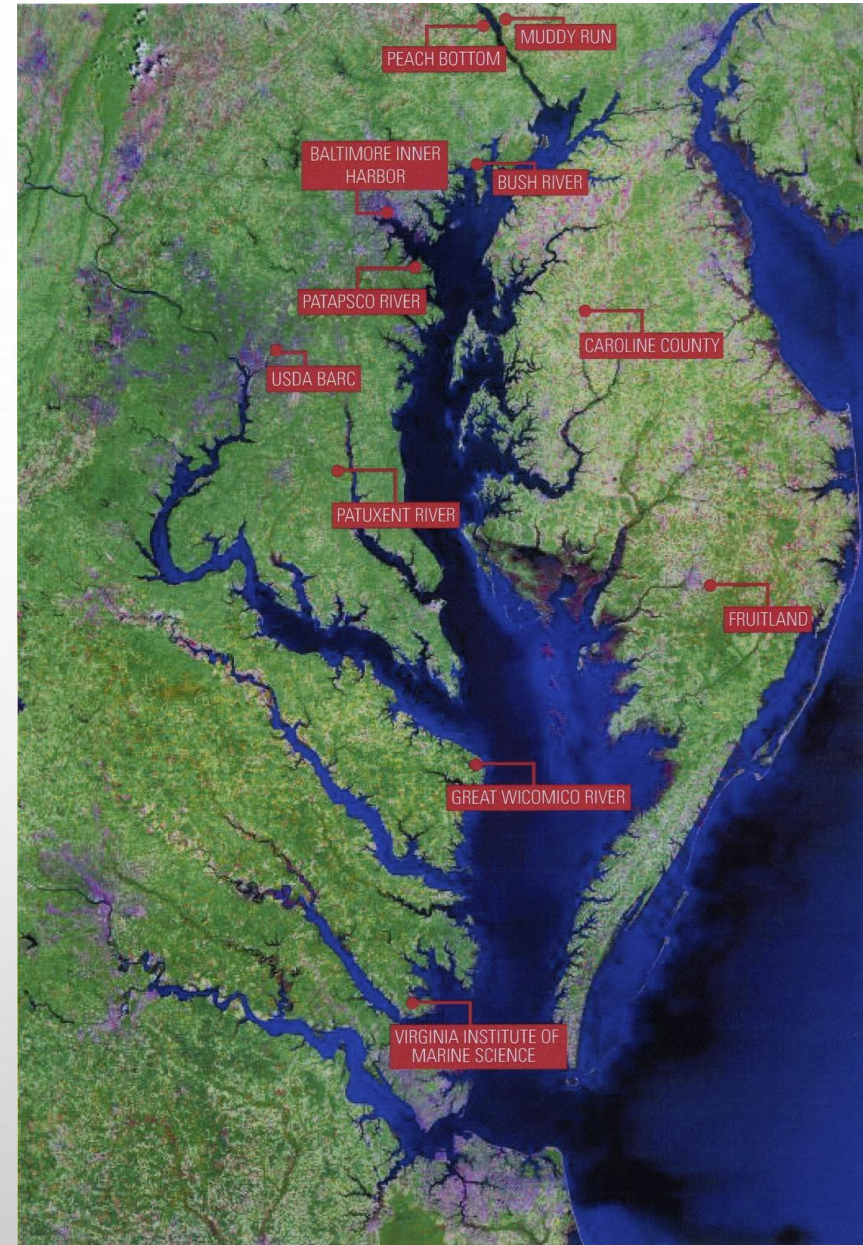 MUDDY RUN
PEACH BOTTOM
BALTIMORE INNER
HARBOR
BUSH RIVER
PATAPSCO RIVER
CAROLINE COUNTY
USDA BARC
PATUXENT RIVER
FRUITLAND
GREAT WICOMICO RIVER
VIRGINIA INSTITUTE OF
MARINE SCIENCE